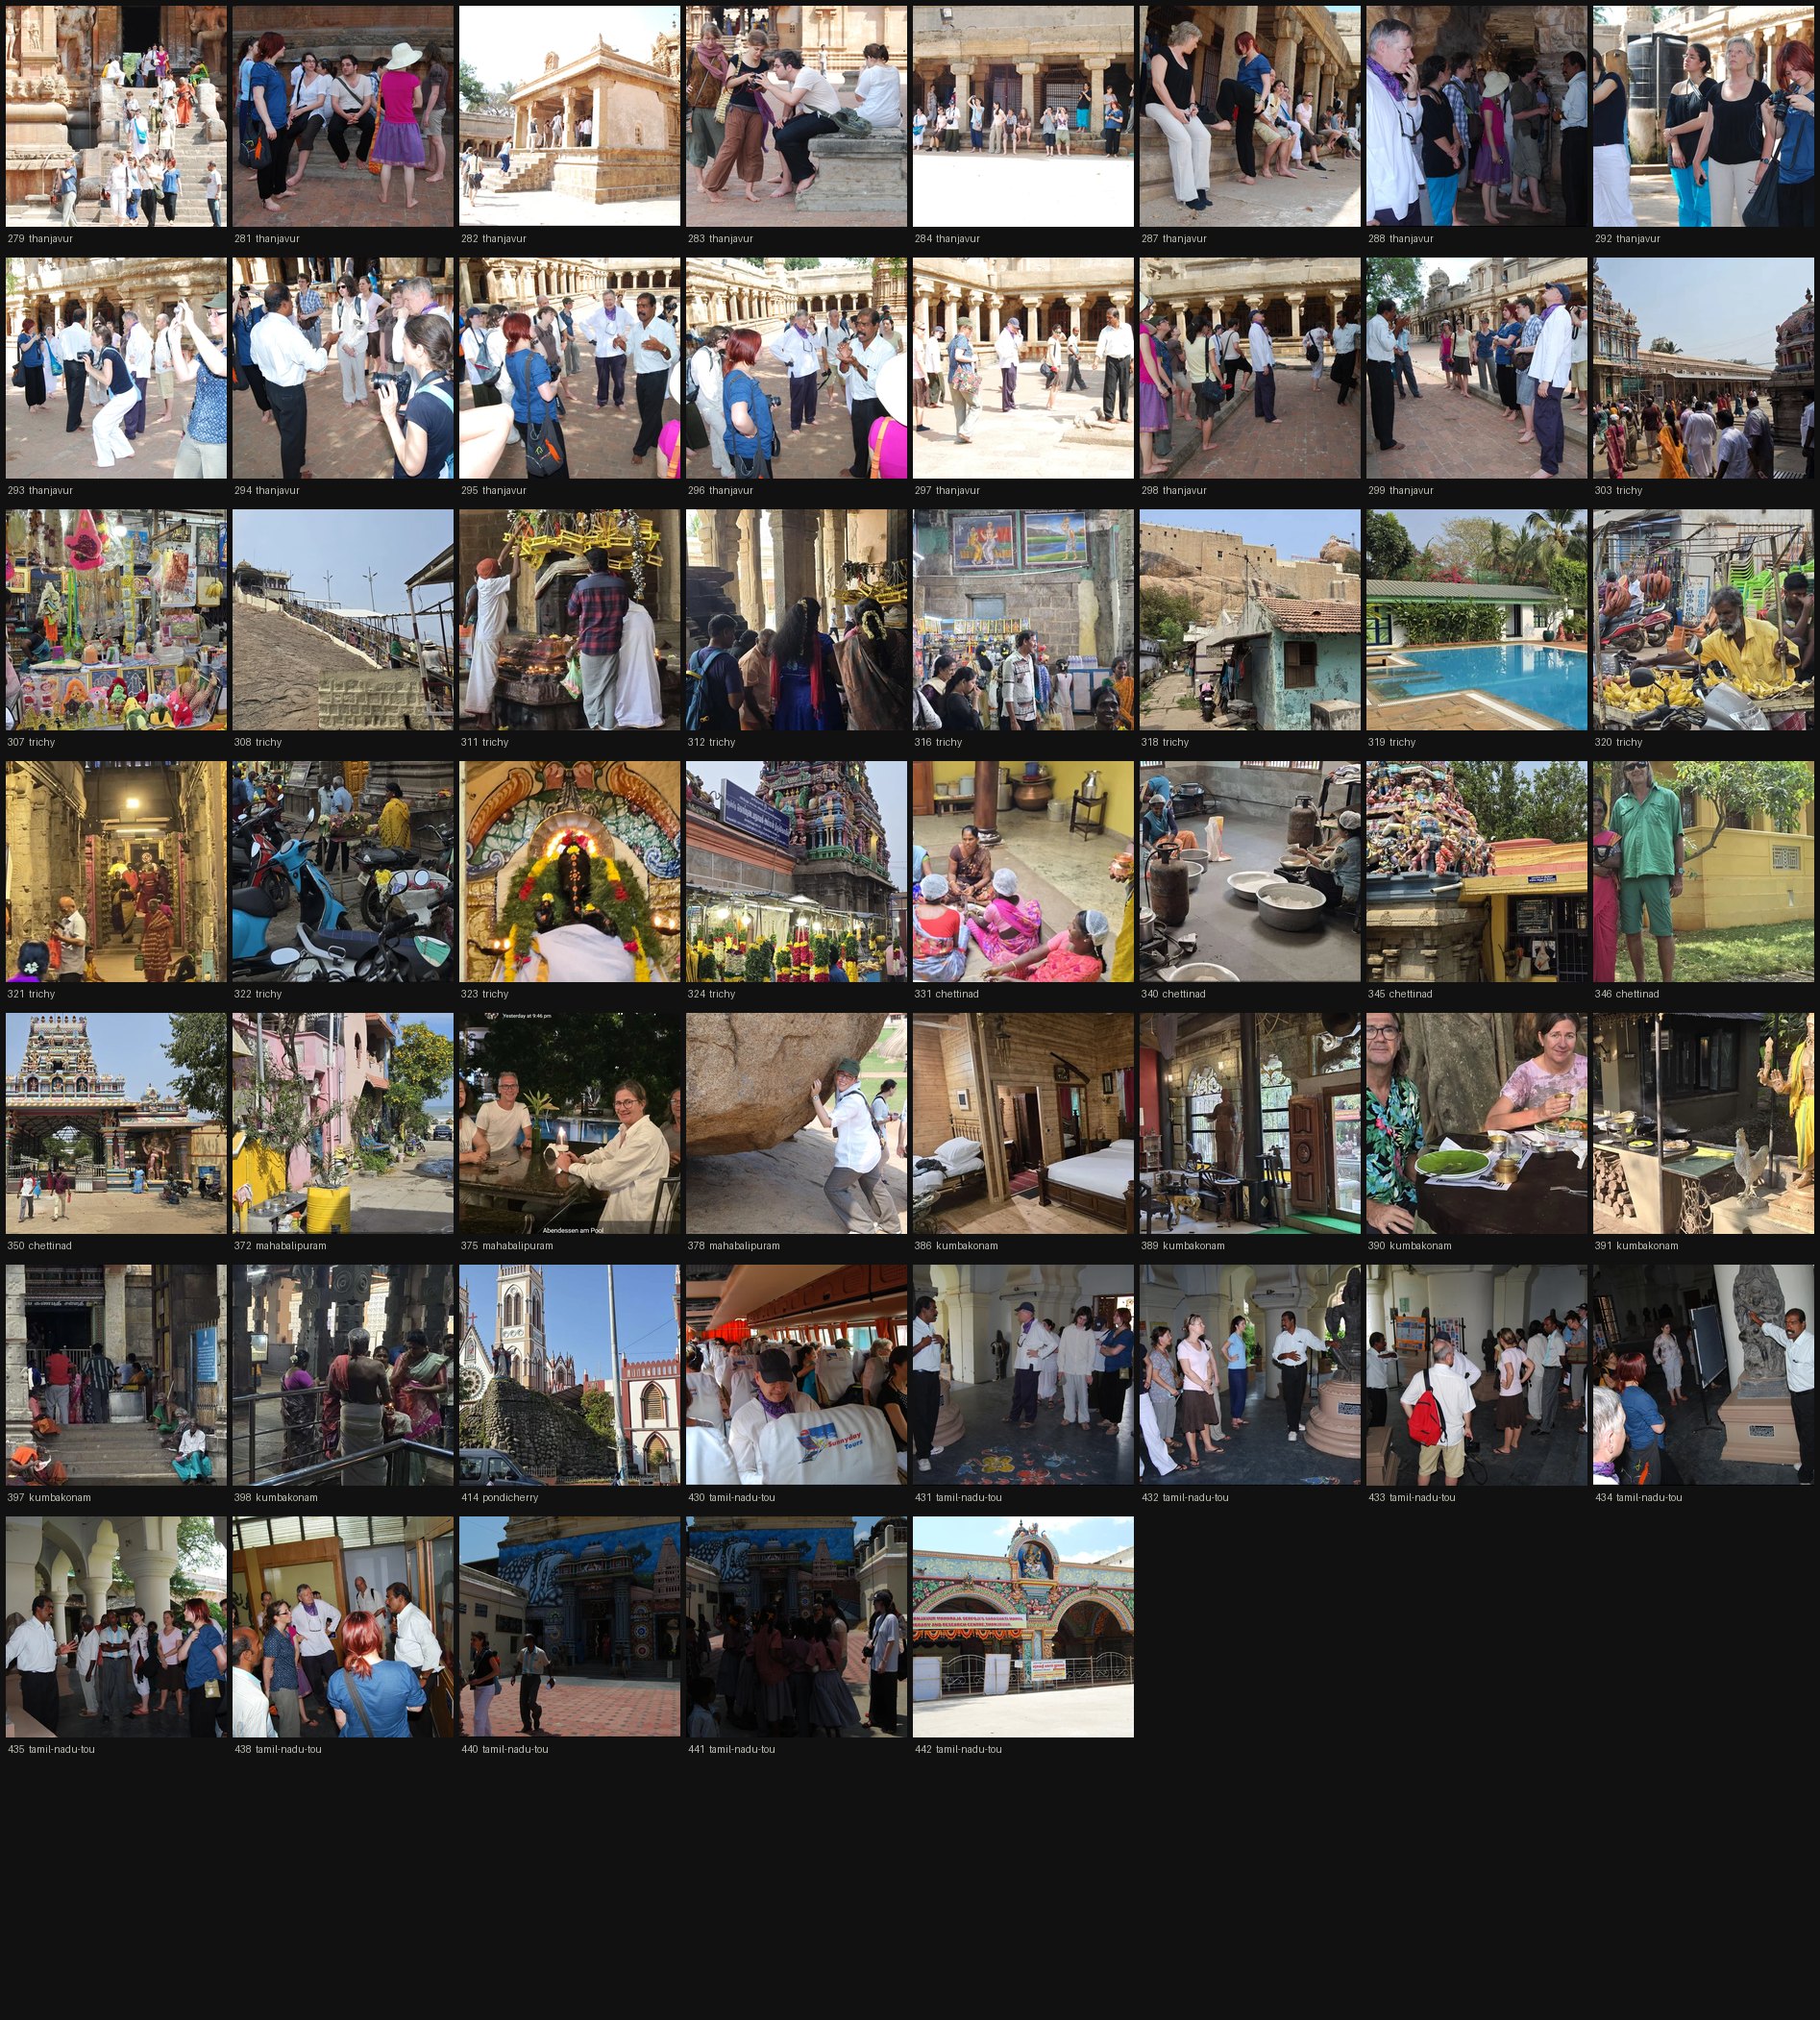 279 thanjavur
281 thanjavur
282 thanjavur
283 thanjavur
284 thanjavur
287 thanjavur
288 thanjavur
292 thanjavur
293 thanjavur
294 thanjavur
295 thanjavur
296 thanjavur
297 thanjavur
298 thanjavur
299 thanjavur
303 trichy
307 trichy
308 trichy
311 trichy
312 trichy
316 trichy
318 trichy
319 trichy
320 trichy
321 trichy
322 trichy
323 trichy
324 trichy
331 chettinad
340 chettinad
345 chettinad
346 chettinad
Yesterday at 9:46 pm
Abendessen am Pool
350 chettinad
372 mahabalipuram
375 mahabalipuram
378 mahabalipuram
386 kumbakonam
389 kumbakonam
390 kumbakonam
391 kumbakonam
Sunnyday
Tours
397 kumbakonam
398 kumbakonam
414 pondicherry
430 tamil-nadu-tou
431 tamil-nadu-tou
432 tamil-nadu-tou
433 tamil-nadu-tou
434 tamil-nadu-tou
435 tamil-nadu-tou
438 tamil-nadu-tou
440 tamil-nadu-tou
441 tamil-nadu-tou
442 tamil-nadu-tou